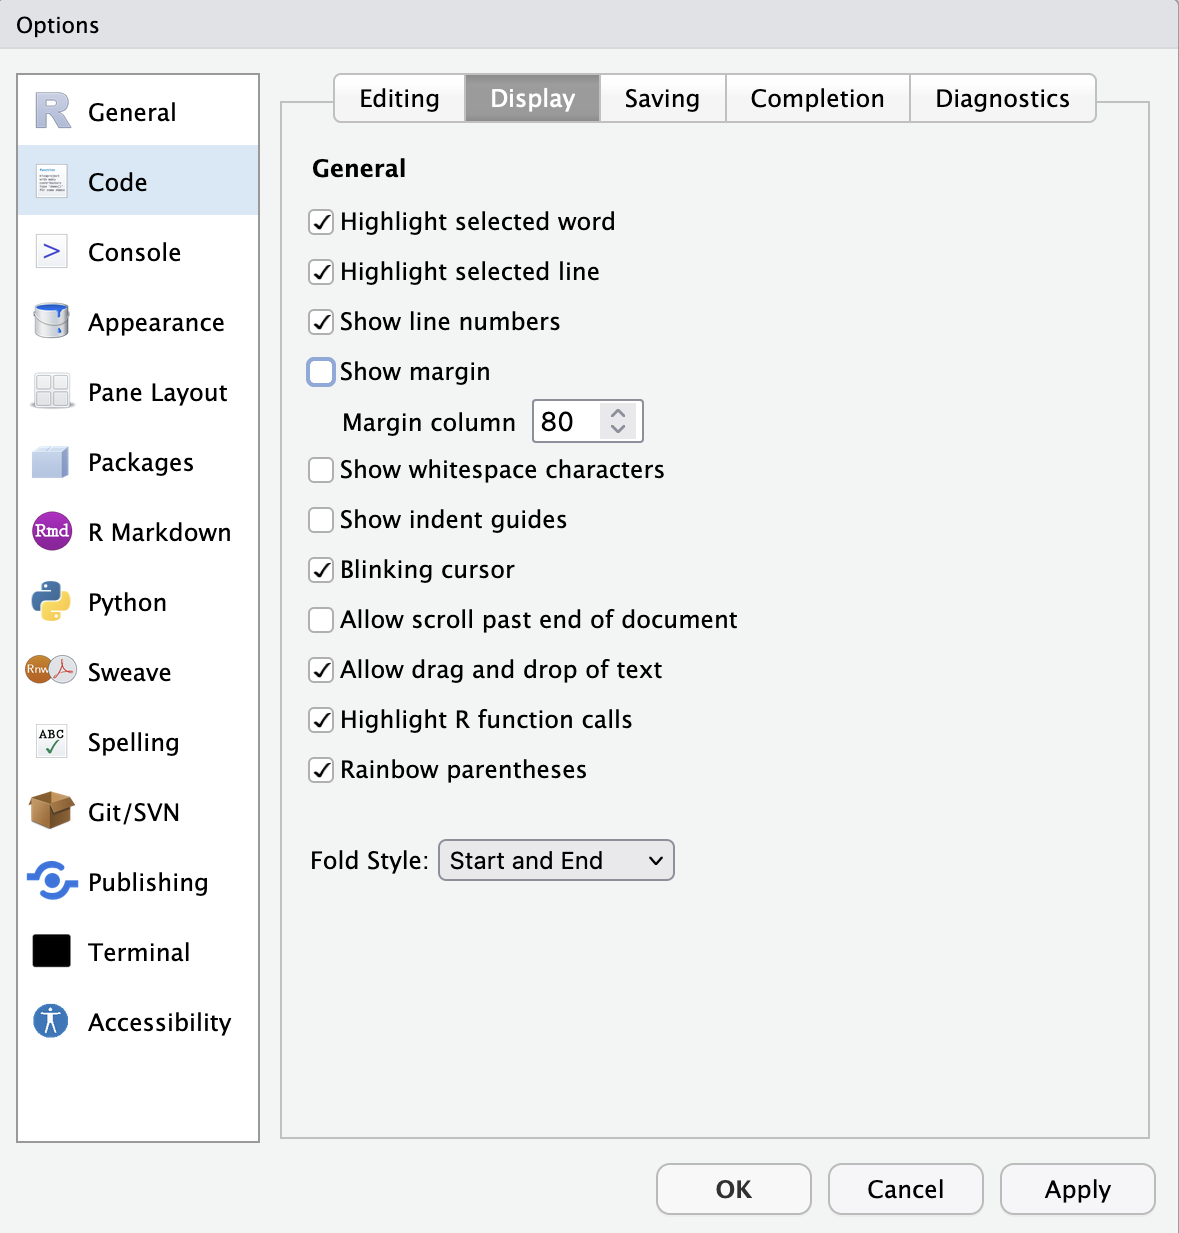 Options
General
Code
>
Console
Appearance
Pane Layout
Packages
Rmd
R Markdown
Python
Rnw
Sweave
ABC
Spelling
Git/SVN
Publishing
Terminal
Accessibility
Editing
Display
Saving
Completion
Diagnostics
General
Highlight selected word
Highlight selected line
Show line numbers
Show margin
Margin column 80
Show whitespace characters
Show indent guides
Blinking cursor
Allow scroll past end of document
Allow drag and drop of text
Highlight R function calls
Rainbow parentheses
Fold Style: Start and End
OK
Cancel
Apply